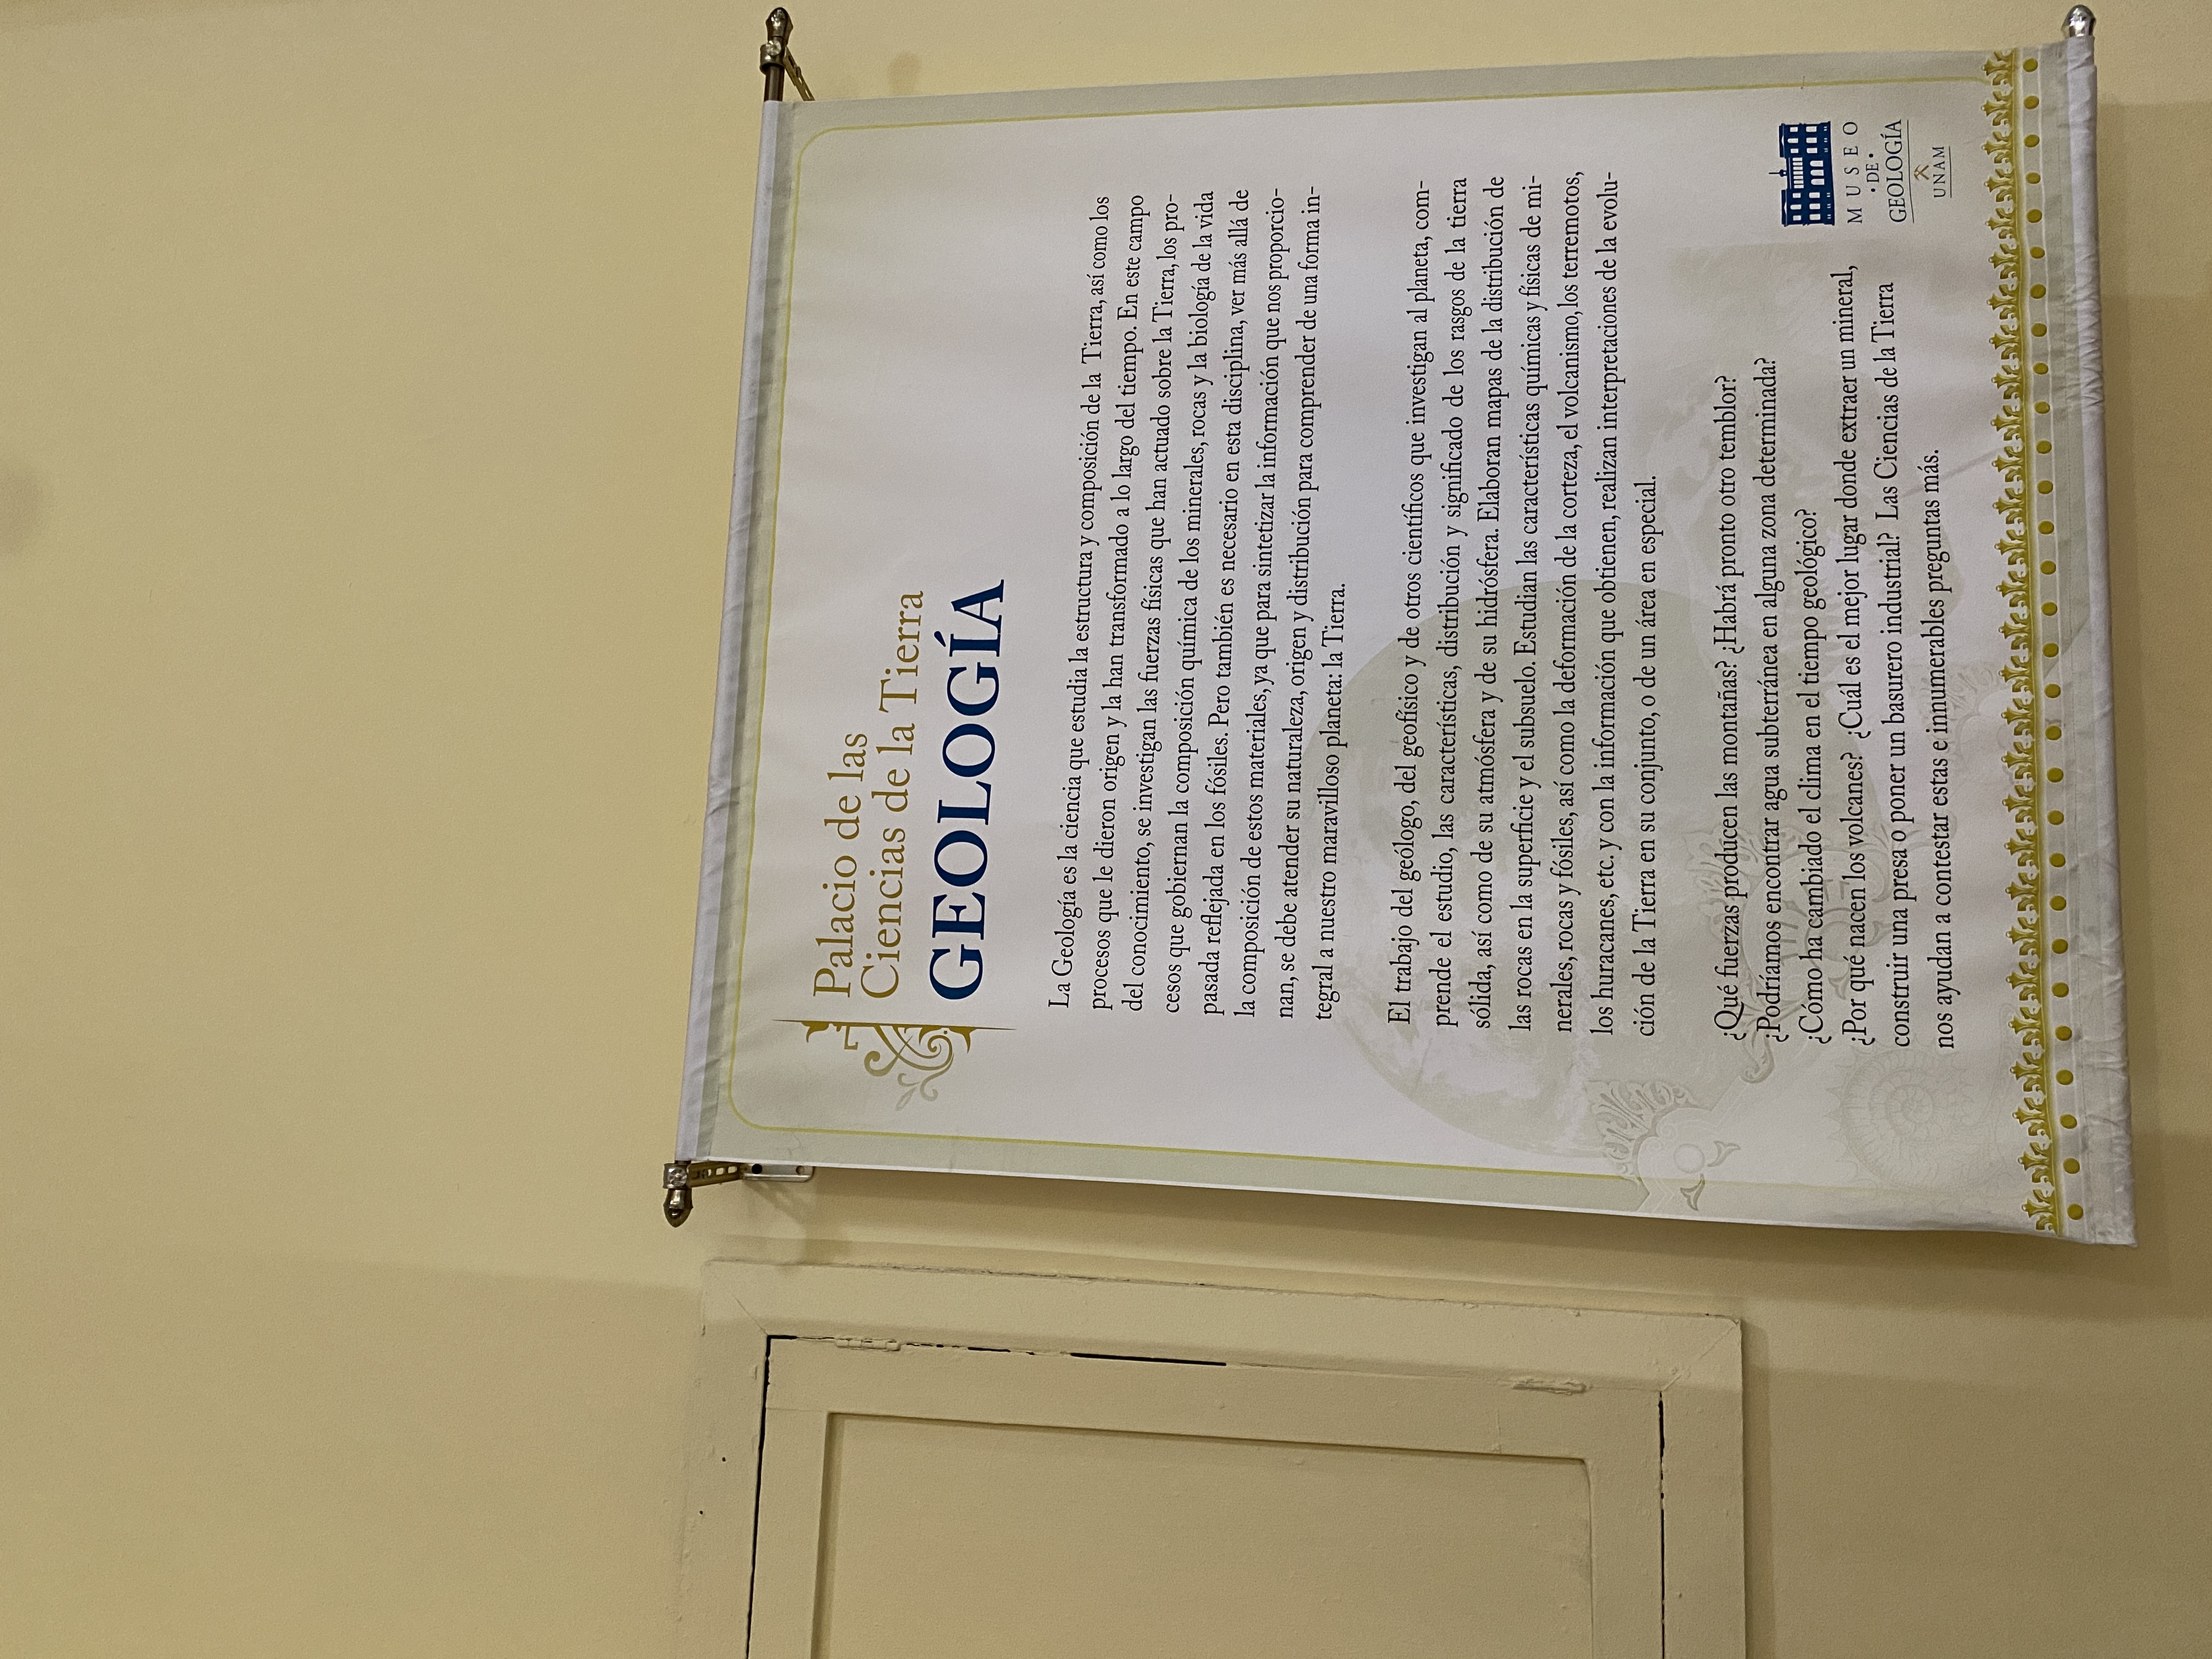 Palacio de las
Ciencias de la Tierra
GEOLOGÍA
La Geología es la ciencia que estudia la estructura y composición de la Tierra, así como los
procesos que le dieron origen y la han transformado a lo largo del tiempo. En este campo
del conocimiento, se investigan las fuerzas físicas que han actuado sobre la Tierra, los pro-
cesos que gobiernan la composición química de los minerales, rocas y la biología de la vida
pasada reflejada en los fósiles. Pero también es necesario en esta disciplina, ver más allá de
la composición de estos materiales, ya que para sintetizar la información que nos proporcio-
nan, se debe atender su naturaleza, origen y distribución para comprender de una forma in-
tegral a nuestro maravilloso planeta: la Tierra.
El trabajo del geólogo, del geofísico y de otros científicos que investigan al planeta, com-
prende el estudio, las características, distribución y significado de los rasgos de la tierra
sólida, así como de su atmósfera y de su hidrósfera. Elaboran mapas de la distribución de
las rocas en la superficie y el subsuelo. Estudian las características químicas y físicas de mi-
nerales, rocas y fósiles, así como la deformación de la corteza, el volcanismo, los terremotos,
los huracanes, etc. y con la información que obtienen, realizan interpretaciones de la evolu-
ción de la Tierra en su conjunto, o de un área en especial.
¿Qué fuerzas producen las montañas? ¿Habrá pronto otro temblor?
¿Podríamos encontrar agua subterránea en alguna zona determinada?
¿Cómo ha cambiado el clima en el tiempo geológico?
¿Por qué nacen los volcanes? ¿Cuál es el mejor lugar donde extraer un mineral,
construir una presa o poner un basurero industrial? Las Ciencias de la Tierra
nos ayudan a contestar estas e innumerables preguntas más.
MUSEO
• DE •
GEOLOGÍA
UNAM